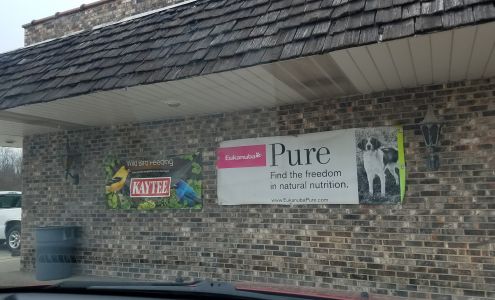 Wild Bird Feeding
KAYTEE
Eukanuba
Pure
Find the freedom
in natural nutrition.
www.EukanubaPure.com